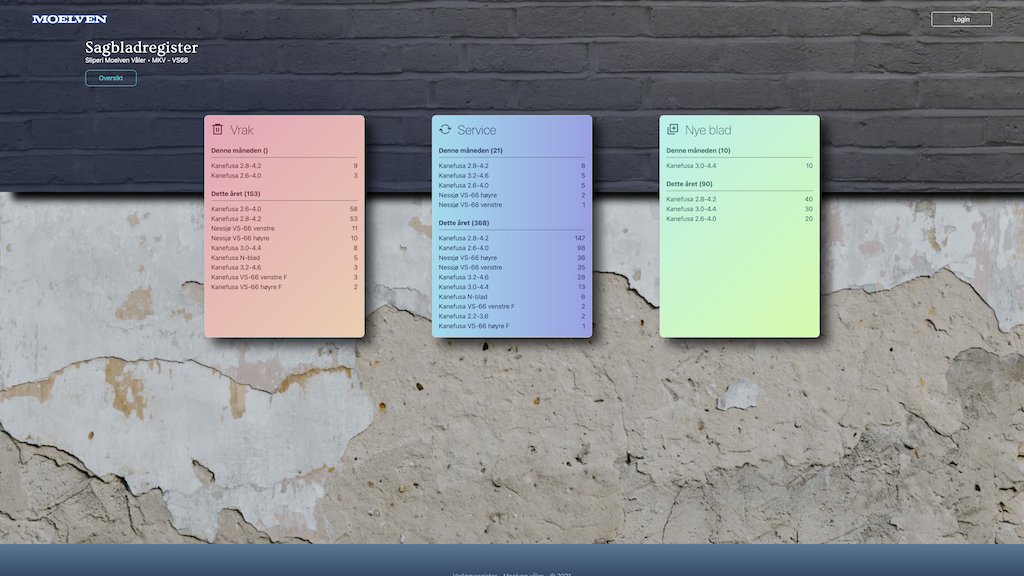 MOELVEN
Login
Sagbladregister
Sliperi Moelven Våler - MKV - VS66
Oversikt
Vrak
Denne måneden ()
Kanefusa 2.8-4.2 9
Kanefusa 2.6-4.0 3
Dette året (153)
Kanefusa 2.6-4.0 58
Kanefusa 2.8-4.2 53
Nessjø VS-66 venstre 11
Nessjø VS-66 høyre 10
Kanefusa 3.0-4.4 8
Kanefusa N-blad 5
Kanefusa 3.2-4.6 3
Kanefusa VS-66 venstre F 3
Kanefusa VS-66 høyre F 2
Service
Denne måneden (21)
Kanefusa 2.8-4.2 8
Kanefusa 3.2-4.6 5
Kanefusa 2.6-4.0 5
Nessjø VS-66 høyre 2
Nessjø VS-66 venstre 1
Dette året (368)
Kanefusa 2.8-4.2 147
Kanefusa 2.6-4.0 98
Nessjø VS-66 høyre 36
Nessjø VS-66 venstre 35
Kanefusa 3.2-4.6 28
Kanefusa 3.0-4.4 13
Kanefusa N-blad 6
Kanefusa VS-66 venstre F 2
Kanefusa 2.2-3.6 2
Kanefusa VS-66 høyre F 1
Nye blad
Denne måneden (10)
Kanefusa 3.0-4.4 10
Dette året (90)
Kanefusa 2.8-4.2 40
Kanefusa 3.0-4.4 30
Kanefusa 2.6-4.0 20